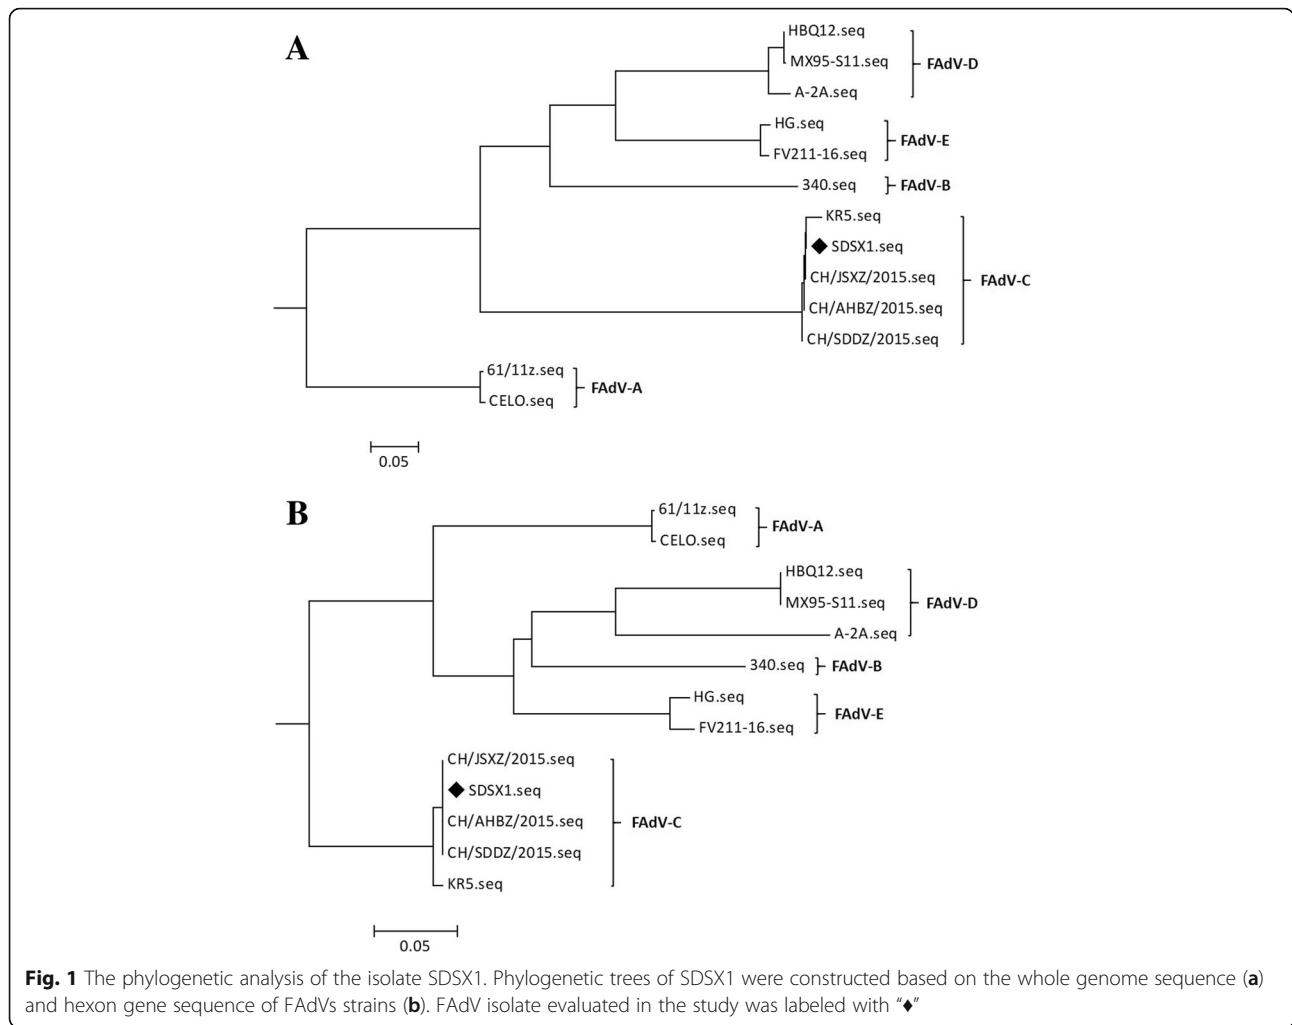 A
HBQ12.seq
MX95-S11.seq
FAdV-D
A-2A.seq
HG.seq
FAdV-E
FV211-16.seq
340.seq
FAdV-B
KR5.seq
♦ SDSX1.seq
CH/JSXZ/2015.seq
FAdV-C
CH/AHBZ/2015.seq
CH/SDDZ/2015.seq
61/11z.seq
FAdV-A
CELO.seq
0.05
B
61/11z.seq
FAdV-A
CELO.seq
HBQ12.seq
MX95-S11.seq
FAdV-D
A-2A.seq
340.seq
FAdV-B
HG.seq
FAdV-E
FV211-16.seq
CH/JSXZ/2015.seq
♦ SDSX1.seq
CH/AHBZ/2015.seq
FAdV-C
CH/SDDZ/2015.seq
KR5.seq
0.05
Fig. 1 The phylogenetic analysis of the isolate SDSX1. Phylogenetic trees of SDSX1 were constructed based on the whole genome sequence (a)
and hexon gene sequence of FAdVs strains (b). FAdV isolate evaluated in the study was labeled with “♦”